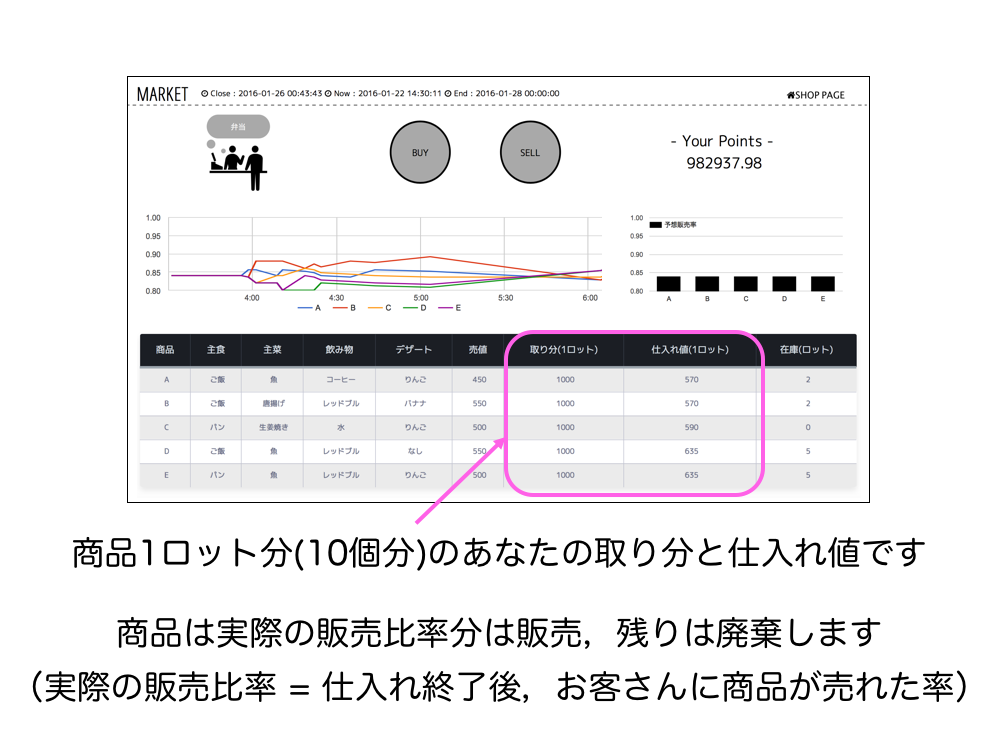 MARKET Close : 2016-01-26 00:43:43 Now : 2016-01-22 14:30:11 End : 2016-01-28 00:00:00 SHOP PAGE
弁当
BUY
SELL
- Your Points -
982937.98
1.00
0.95
0.90
0.85
0.80
4:00 4:30 5:00 5:30 6:00
A B C D E
1.00
0.95
0.90
0.85
0.80
予想販売率
A B C D E
商品 主食 主菜 飲み物 デザート 売値 取り分(1ロット) 仕入れ値(1ロット) 在庫(ロット)
A ご飯 魚 コーヒー りんご 450 1000 570 2
B ご飯 唐揚げ レッドブル バナナ 550 1000 570 2
C パン 生姜焼き 水 りんご 500 1000 590 0
D ご飯 魚 レッドブル なし 550 1000 635 5
E パン 魚 レッドブル りんご 500 1000 635 5
商品1ロット分(10個分)のあなたの取り分と仕入れ値です
商品は実際の販売比率分は販売，残りは廃棄します
（実際の販売比率 = 仕入れ終了後，お客さんに商品が売れた率）